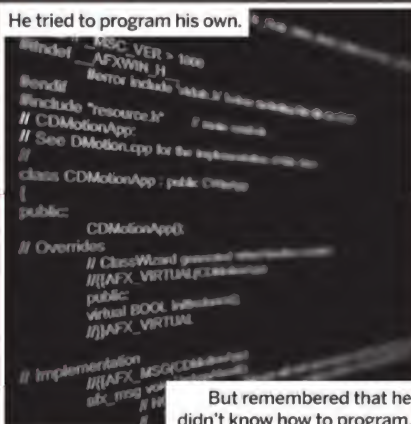 He tried to program his own.
_MSC_VER > 1000
#ifndef __AFXWIN_H__
#error include
#endif
#include "resource.h" //
// CDMotionApp:
// See DMotion.cpp for the
//
class CDMotionApp : public
{
public:
CDMotionApp();
// Overrides
// ClassWizard generated
//{{AFX_VIRTUAL(
public:
virtual BOOL
//}}AFX_VIRTUAL
// Implementation
//{{AFX_MSG(
afx_msg
//
But remembered that he
didn't know how to program.